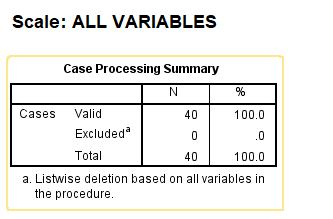 Scale: ALL VARIABLES
Case Processing Summary
N %
Cases Valid 40 100.0
Excludedᵃ 0 .0
Total 40 100.0
a. Listwise deletion based on all variables in
the procedure.